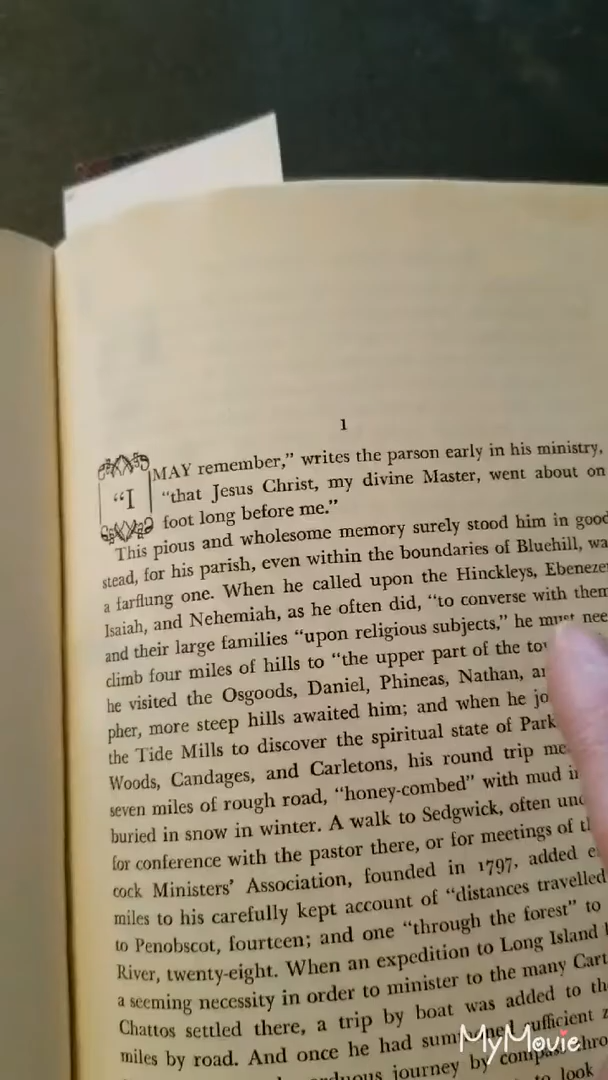 1
“I MAY remember,” writes the parson early in his ministry,
“that Jesus Christ, my divine Master, went about on
foot long before me.”
This pious and wholesome memory surely stood him in good
stead, for his parish, even within the boundaries of Bluehill, wa
a farflung one. When he called upon the Hinckleys, Ebenezer
Isaiah, and Nehemiah, as he often did, “to converse with them
and their large families “upon religious subjects,” he must nee
climb four miles of hills to “the upper part of the to
he visited the Osgoods, Daniel, Phineas, Nathan, a
pher, more steep hills awaited him; and when he jo
the Tide Mills to discover the spiritual state of Park
Woods, Candages, and Carletons, his round trip me
seven miles of rough road, “honey-combed” with mud i
buried in snow in winter. A walk to Sedgwick, often un
for conference with the pastor there, or for meetings of t
cock Ministers’ Association, founded in 1797, added e
miles to his carefully kept account of “distances travelled
to Penobscot, fourteen; and one “through the forest” to
River, twenty-eight. When an expedition to Long Island
a seeming necessity in order to minister to the many Cart
Chattos settled there, a trip by boat was added to th
miles by road. And once he had sum ned sufficient z
rduous journey by compass thro
to look
MyMovie